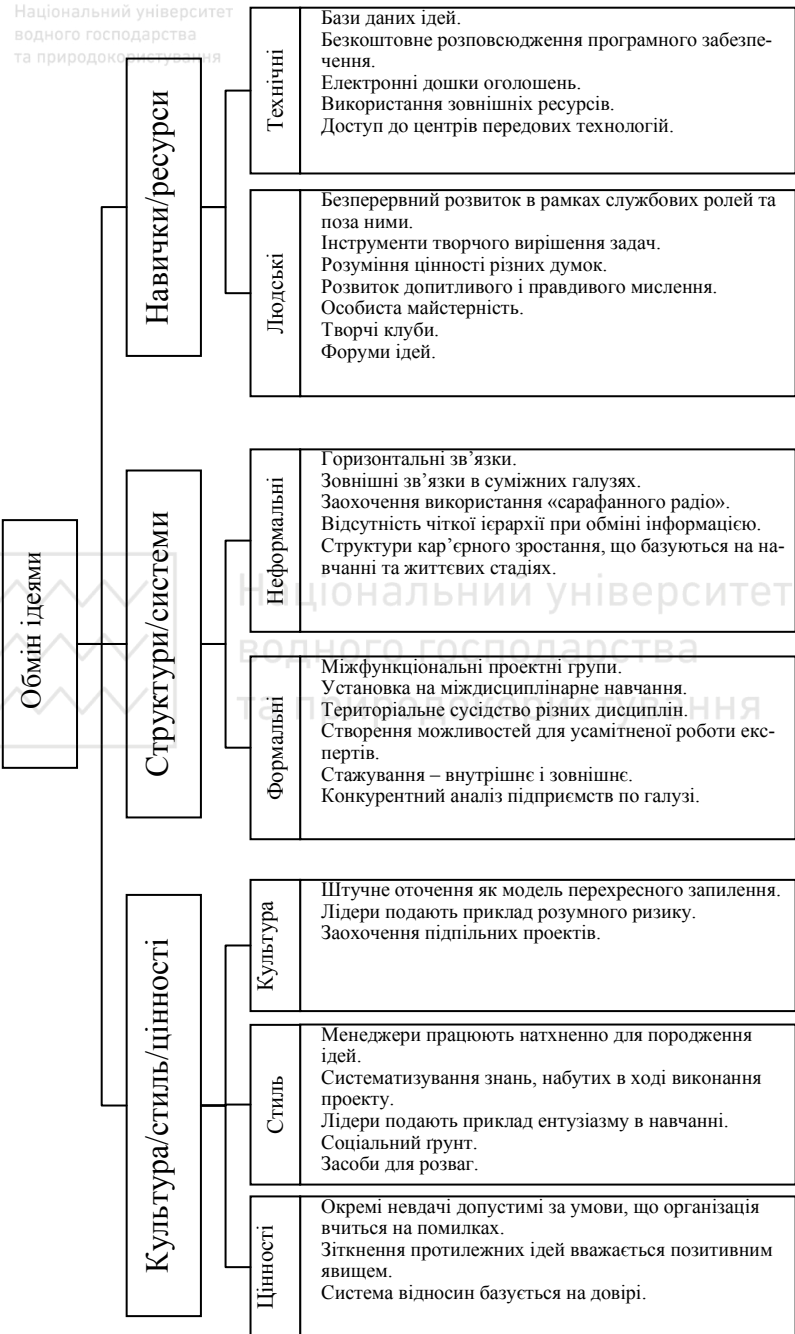 Національний університет
водного господарства
та природокористування
Обмін ідеями
Навички/ресурси
Технічні
Бази даних ідей.
Безкоштовне розповсюдження програмного забезпе-
чення.
Електронні дошки оголошень.
Використання зовнішніх ресурсів.
Доступ до центрів передових технологій.
Людські
Безперервний розвиток в рамках службових ролей та
поза ними.
Інструменти творчого вирішення задач.
Розуміння цінності різних думок.
Розвиток допитливого і правдивого мислення.
Особиста майстерність.
Творчі клуби.
Форуми ідей.
Структури/системи
Неформальні
Горизонтальні зв’язки.
Зовнішні зв’язки в суміжних галузях.
Заохочення використання «сарафанного радіо».
Відсутність чіткої ієрархії при обміні інформацією.
Структури кар’єрного зростання, що базуються на на-
вчанні та життєвих стадіях.
Національний університет
водного господарства
та природокористування
Формальні
Міжфункціональні проектні групи.
Установка на міждисциплінарне навчання.
Територіальне сусідство різних дисциплін.
Створення можливостей для усамітненої роботи екс-
пертів.
Стажування – внутрішнє і зовнішнє.
Конкурентний аналіз підприємств по галузі.
Культура/стиль/цінності
Культура
Штучне оточення як модель перехресного запилення.
Лідери подають приклад розумного ризику.
Заохочення підпільних проектів.
Стиль
Менеджери працюють натхненно для породження
ідей.
Систематизування знань, набутих в ході виконання
проекту.
Лідери подають приклад ентузіазму в навчанні.
Соціальний ґрунт.
Засоби для розваг.
Цінності
Окремі невдачі допустимі за умови, що організація
вчиться на помилках.
Зіткнення протилежних ідей вважається позитивним
явищем.
Система відносин базується на довірі.